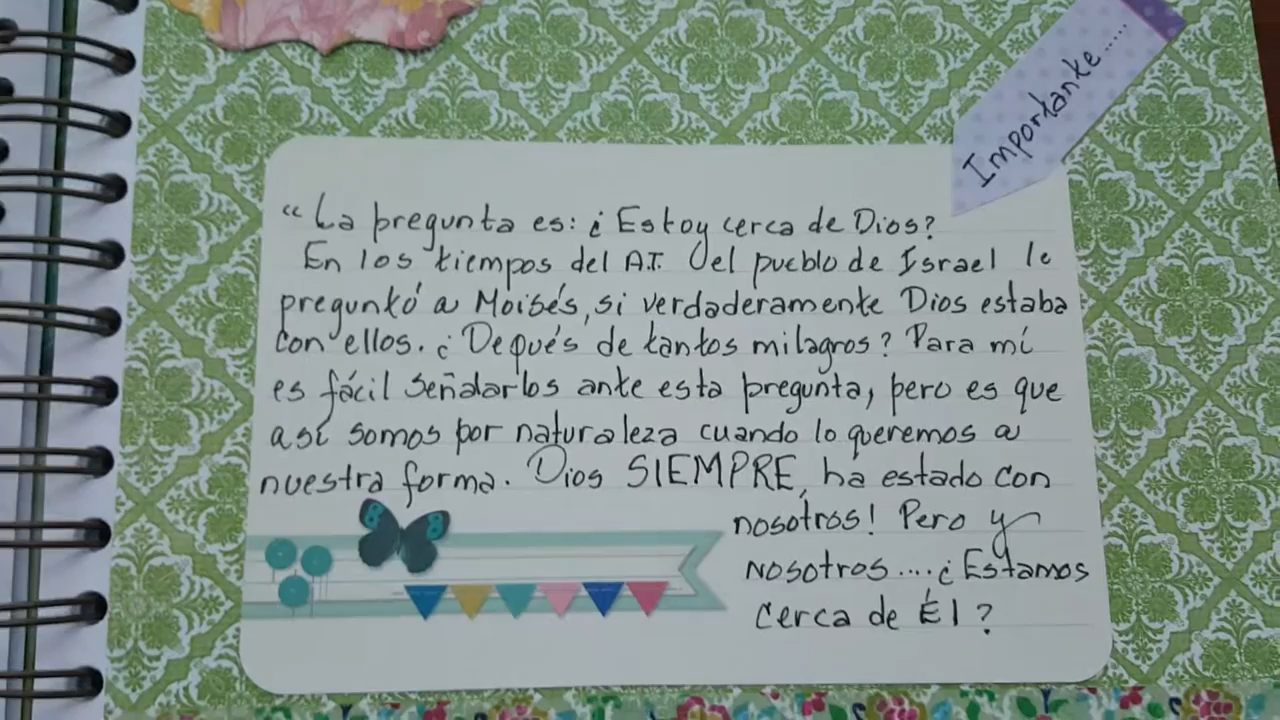 Importante......
“La pregunta es: ¿Estoy cerca de Dios?
En los tiempos del A.T. Uel pueblo de Israel le
preguntó a Moisés, si verdaderamente Dios estaba
con ellos. ¿Depués de tantos milagros? Para mí
es fácil señalarlos ante esta pregunta, pero es que
así somos por naturaleza cuando lo queremos a
nuestra forma. Dios SIEMPRE ha estado con
nosótros! Pero y
nosotros....¿Estamos
cerca de Él?